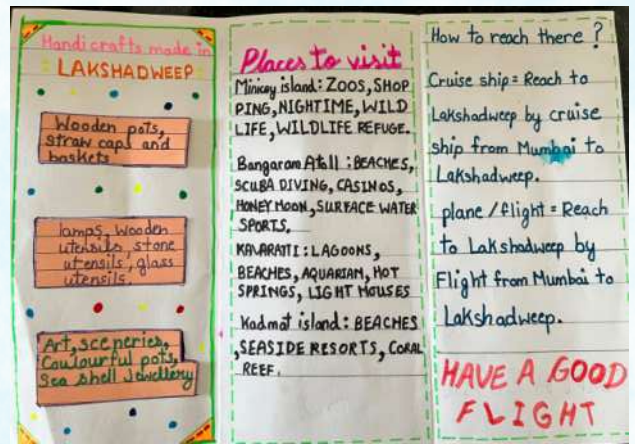 Handicrafts made in
LAKSHADWEEP
Wooden pots,
straw caps and
baskets
lamps, wooden
utensils, stone
utensils, glass
utensils.
Art, sceneries,
Coulourful pots,
Sea shell Jewellery
Places to visit
Minicoy island: ZOOS, SHOP
PING, NIGHTIME, WILD
LIFE, WILDLIFE REFUGE.
Bangaram Atoll: BEACHES,
SCUBA DIVING, CASINOS,
HONEY MOON, SURFACE WATER
SPORTS.
KAVARATTI: LAGOONS,
BEACHES, AQUARIAN, HOT
SPRINGS, LIGHT HOUSES
Kadmat island: BEACHES
,SEASIDE RESORTS, CORAL
REEF.
How to reach there?
Cruise ship = Reach to
Lakshadweep by cruise
ship from Mumbai to
Lakshadweep.
plane/flight = Reach
to Lakshadweep by
Flight from Mumbai to
Lakshadweep.
HAVE A GOOD
FLIGHT